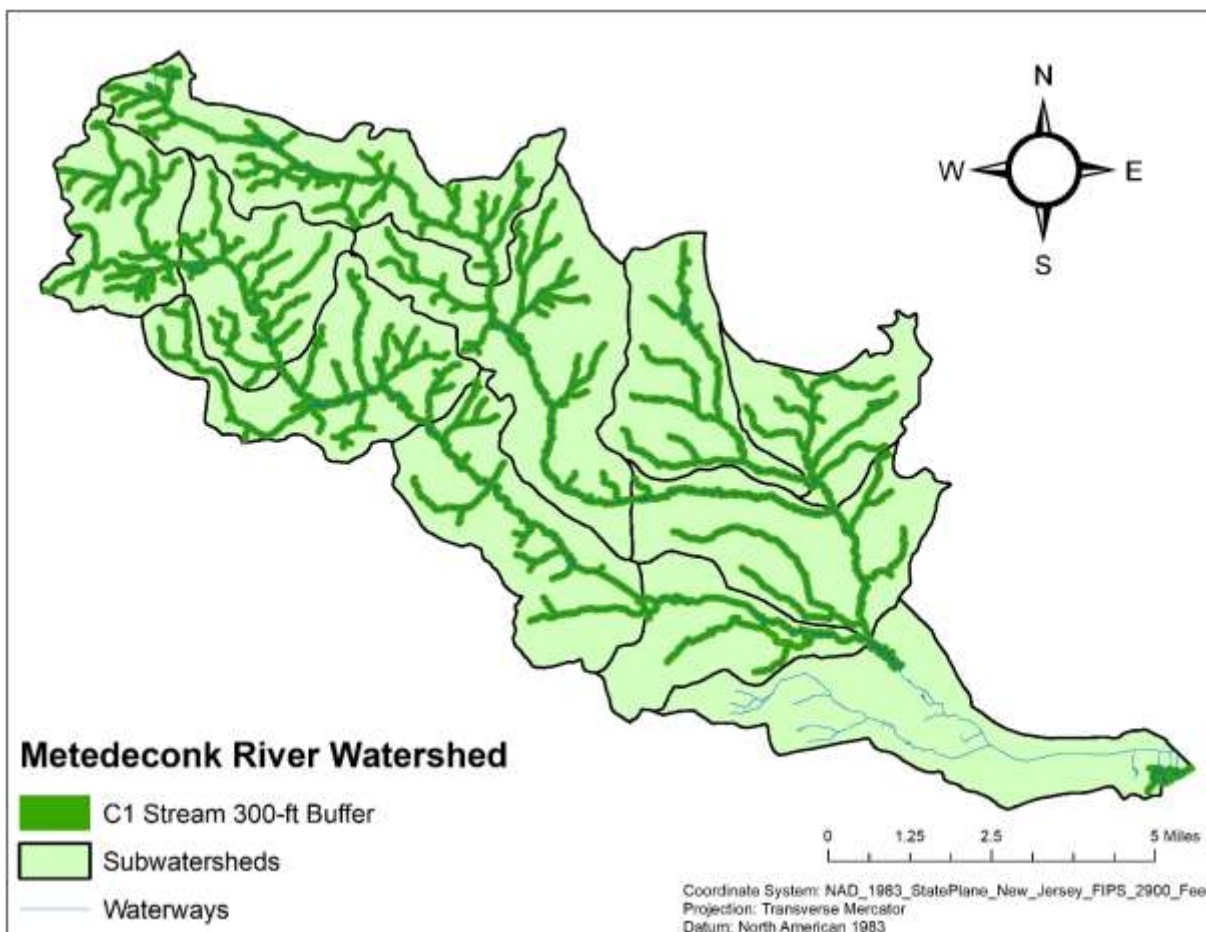 N
W E
S
Metedeconk River Watershed
C1 Stream 300-ft Buffer
Subwatersheds
Waterways
0 1.25 2.5 5 Miles
Coordinate System: NAD_1983_StatePlane_New_Jersey_FIPS_2900_Fee
Projection: Transverse Mercator
Datum: North American 1983